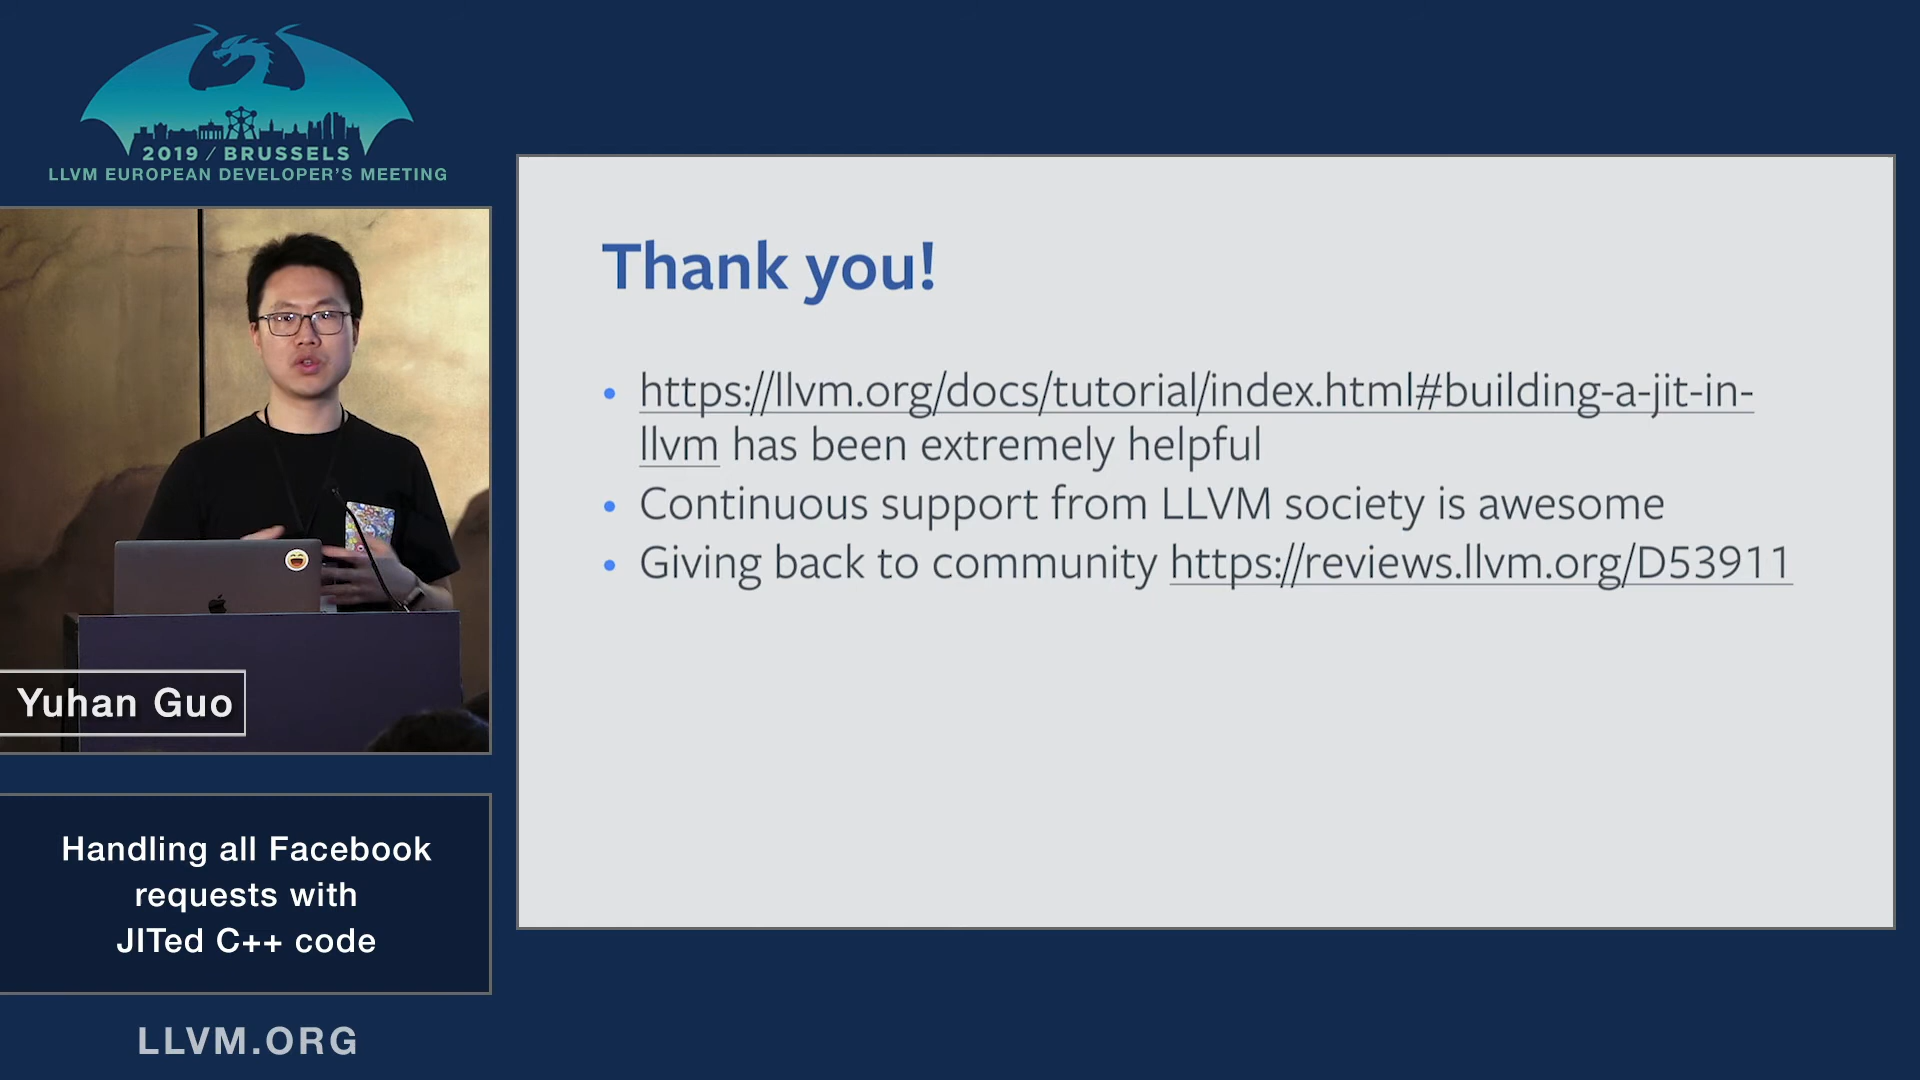 2019 / BRUSSELS
LLVM EUROPEAN DEVELOPER'S MEETING
Yuhan Guo
Handling all Facebook
requests with
JITed C++ code
LLVM.ORG
Thank you!
• https://llvm.org/docs/tutorial/index.html#building-a-jit-in-
llvm has been extremely helpful
• Continuous support from LLVM society is awesome
• Giving back to community https://reviews.llvm.org/D53911